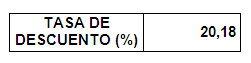 TASA DE
DESCUENTO (%) 20,18